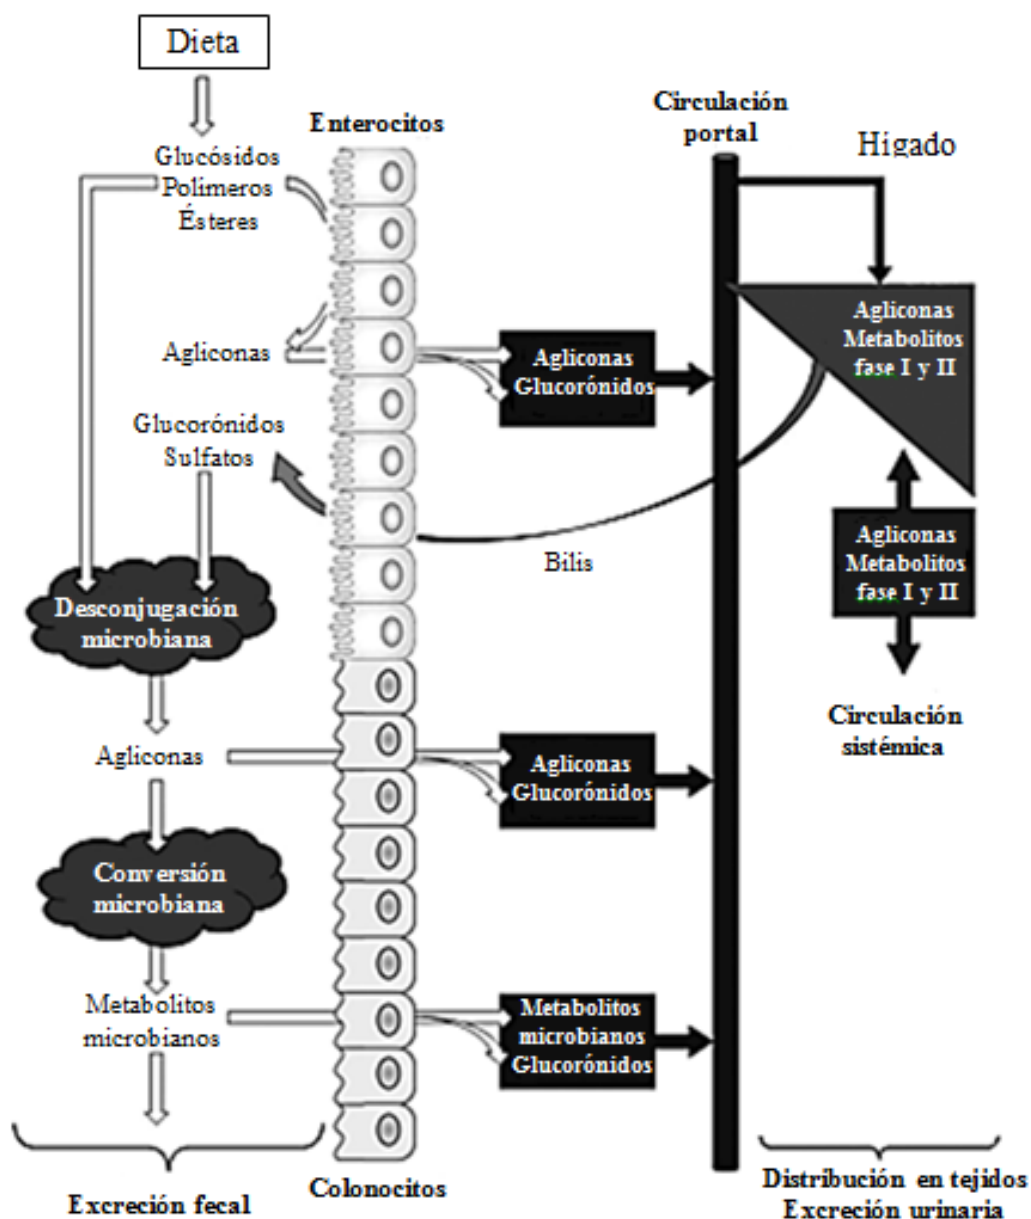 Dieta
Enterocitos
Circulación
portal
Hígado
Glucósidos
Polímeros
Ésteres
Agliconas
Metabolitos
fase I y II
Agliconas
Agliconas
Glucorónidos
Glucorónidos
Sulfatos
Bilis
Agliconas
Metabolitos
fase I y II
Desconjugación
microbiana
Circulación
sistémica
Agliconas
Agliconas
Glucorónidos
Conversión
microbiana
Metabolitos
microbianos
Metabolitos
microbianos
Glucorónidos
Excreción fecal
Colonocitos
Distribución en tejidos
Excreción urinaria